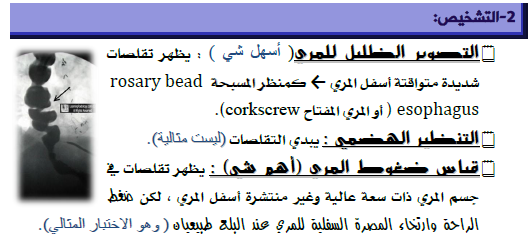 2-التشخيص:
التصوير الظليل للمري( أسهل شي ) : يظهر تقلصات
شديدة متواقتة أسفل المري ← كمنظر المسبحة rosary bead
esophagus ( أو المري المفتاح corkscrew).
التنظير الهضمي : يبدي التقلصات (ليست مثالية).
قياس ضغوط المري (أهم شي) : يظهر تقلصات في
جسم المري ذات سعة عالية وغير منتشرة أسفل المري ، لكن ضغط
الراحة وارتخاء المصرة السفلية للمري عند البلع طبيعيان ( وهو الاختبار المثالي).